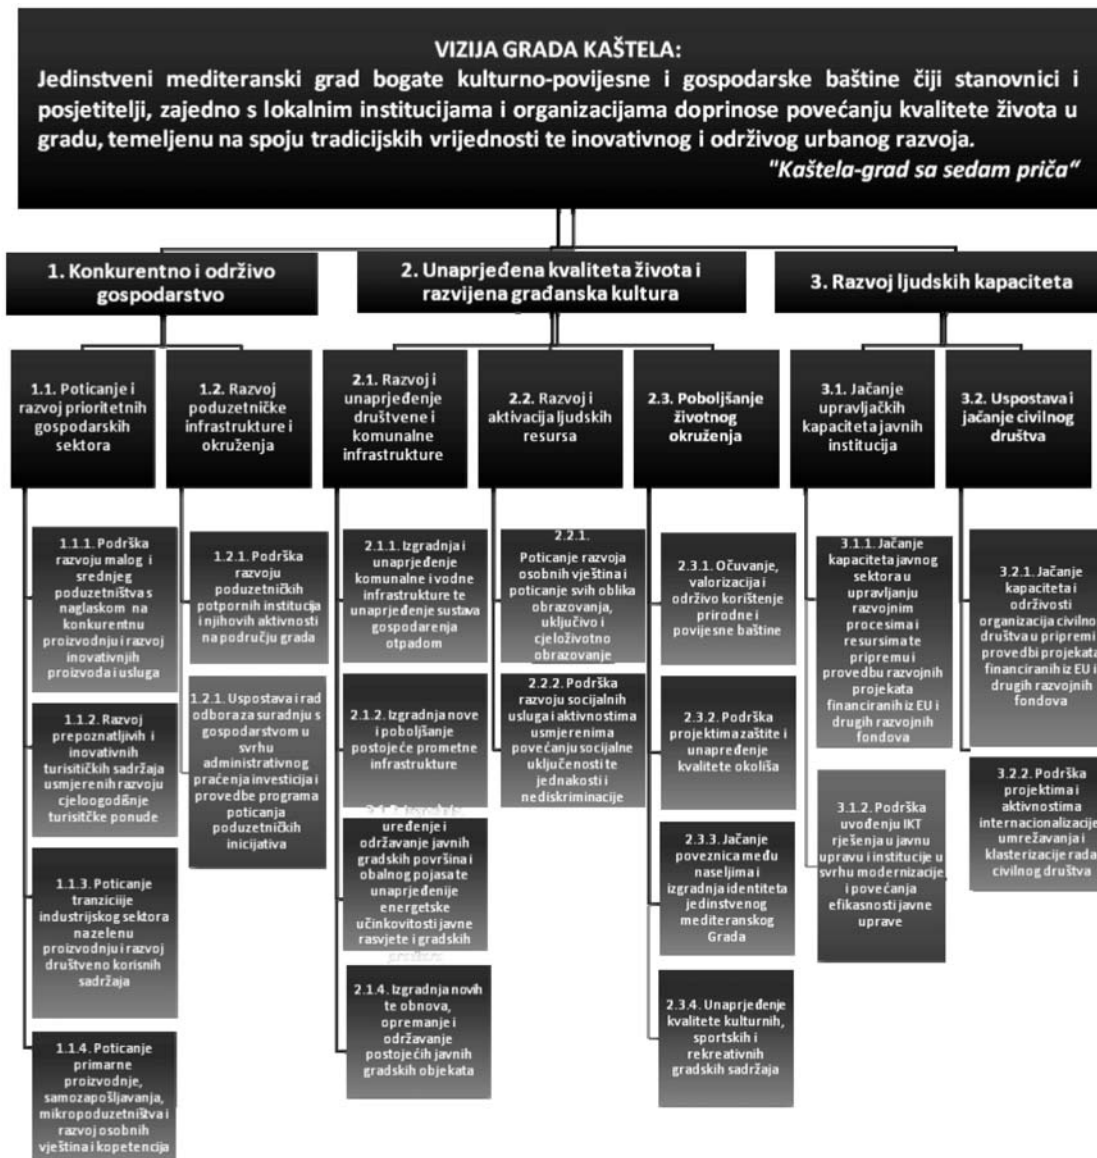 VIZIJA GRADA KAŠTELA:
Jedinstveni mediteranski grad bogate kulturno-povijesne i gospodarske baštine čiji stanovnici i
posjetitelji, zajedno s lokalnim institucijama i organizacijama doprinose povećanju kvalitete života u
gradu, temeljenu na spoju tradicijskih vrijednosti te inovativnog i održivog urbanog razvoja.
"Kaštela-grad sa sedam priča“
1. Konkurentno i održivo
gospodarstvo
2. Unaprjeđena kvaliteta života i
razvijena građanska kultura
3. Razvoj ljudskih kapaciteta
1.1. Poticanje i
razvoj prioritetnih
gospodarskih
sektora
1.2. Razvoj
poduzetničke
infrastrukture i
okruženja
2.1. Razvoj i
unaprjeđenje
društvene i
komunalne
infrastrukture
2.2. Razvoj i
aktivacija ljudskih
resursa
2.3. Poboljšanje
životnog
okruženja
3.1. Jačanje
upravljačkih
kapaciteta javnih
institucija
3.2. Uspostava i
jačanje civilnog
društva
1.1.1. Podrška
razvoju malog i
srednjeg
poduzetništva s
naglaskom na
konkurentnu
proizvodnju i razvoj
inovativnjih
proizvoda i usluga
1.1.2. Razvoj
prepoznatljivih i
inovativnih
turisitičkih sadržaja
usmjerenih razvoju
cjeloogodišnje
turisitčke ponude
1.1.3. Poticanje
tranziciije
industrijskog sektora
na zelenu
proizvodnju i razvoj
društveno korisnih
sadržaja
1.1.4. Poticanje
primarne
proizvodnje,
samozapošljavanja,
mikropoduzetništva i
razvoj osobnih
vještina i kopetencija
1.2.1. Podrška
razvoju
poduzetničkih
potpornih institucija
i njihovih aktivnosti
na području grada
1.2.1. Uspostava i rad
odbora za suradnju s
gospodarstvom u
svrhu
administrativnog
praćenja investicija i
provedbe programa
poticanja
poduzetničkih
inicijativa
2.1.1. Izgradnja i
unaprjeđenje
komunalne i vodne
infrastrukture te
unaprjeđenje sustava
gospodarenja
otpadom
2.1.2. Izgradnja nove
i poboljšanje
postojeće prometne
infrastrukture
uređenje i
održavanje javnih
gradskih površina i
obalnog pojasa te
unaprjeđenije
energetske
učinkovitosti javne
rasvjete i gradskih
2.1.4. Izgradnja novih
te obnova,
opremanje i
održavanje
postojećih javnih
gradskih objekata
2.2.1.
Poticanje razvoja
osobnih vještina i
poticanje svih oblika
obrazovanja,
uključivo i
cjeloživotno
obrazovanje
2.2.2. Podrška
razvoju socijalnih
usluga i aktivnostima
usmjerenima
povećanju socijalne
uključenosti te
jednakosti i
nediskriminacije
2.3.1. Očuvanje,
valorizacija i
održivo korištenje
prirodne i
povijesne baštine
2.3.2. Podrška
projektima zaštite i
unapređenje
kvalitete okoliša
2.3.3. Jačanje
poveznica među
naseljima i
izgradnja identiteta
jedinstvenog
mediteranskog
Grada
2.3.4. Unaprjeđenje
kvalitete kulturnih,
sportskih i
rekreativnih
gradskih sadržaja
3.1.1. Jačanje
kapaciteta javnog
sektora u
upravljanju
razvojnim
procesima i
resursima te
pripremu i
provedbu razvojnih
projekata
financiranih iz EU i
drugih razvojnih
fondova
3.1.2. Podrška
uvođenju IKT
rješenja u javnu
upravu i institucije u
svrhu modernizacije
i povećanja
efikasnosti javne
uprave
3.2.1. Jačanje
kapaciteta i
održivosti
organizacija civilno
društva u pripremi
provedbi projekata
financiranih iz EU i
drugih razvojnih
fondova
3.2.2. Podrška
projektima i
aktivnostima
internacionalizacije
umrežavanja i
klasterizacije rada
civilnog društva